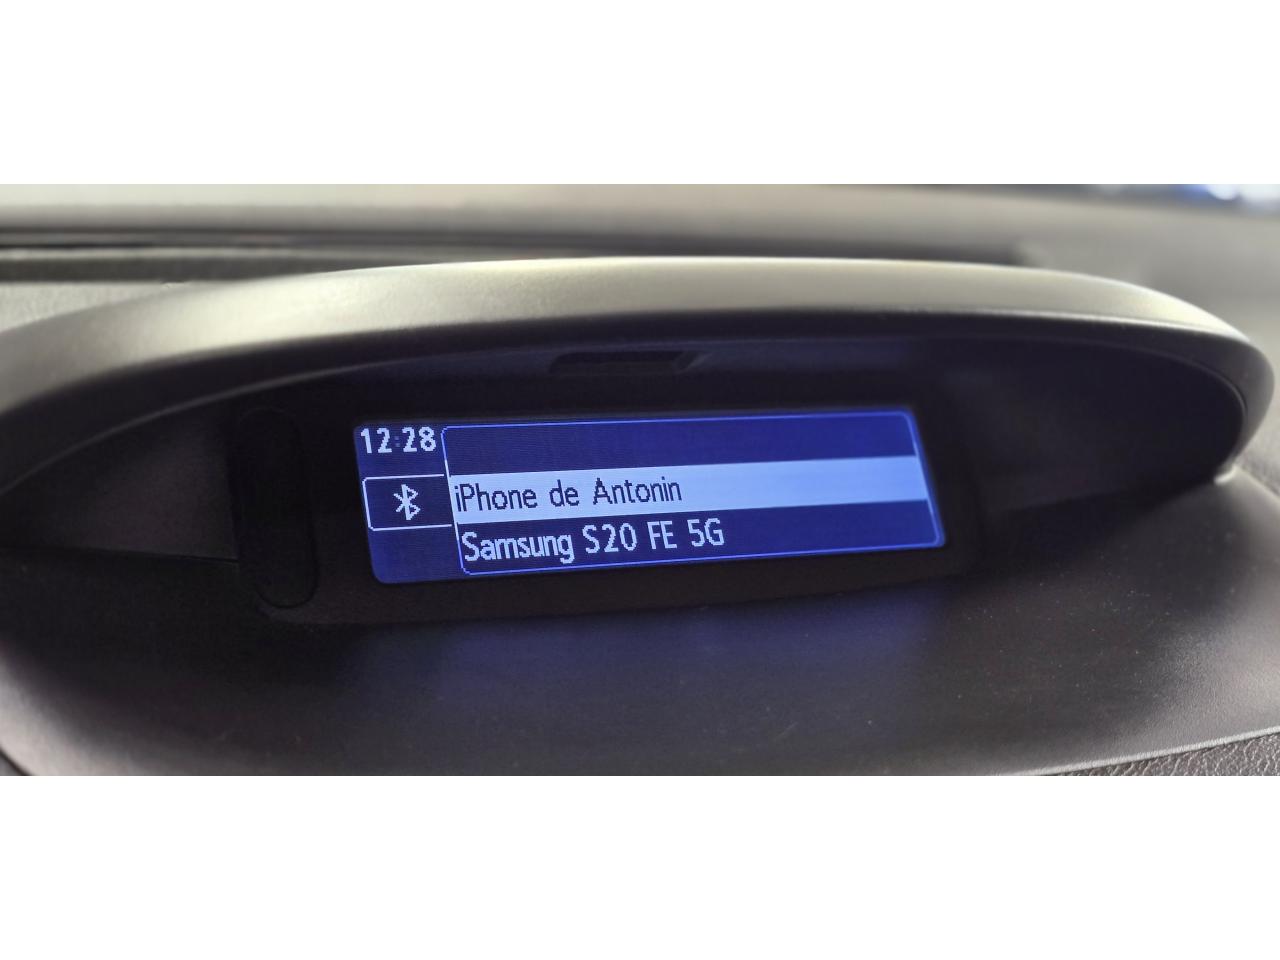 12:28
iPhone de Antonin
Samsung S20 FE 5G